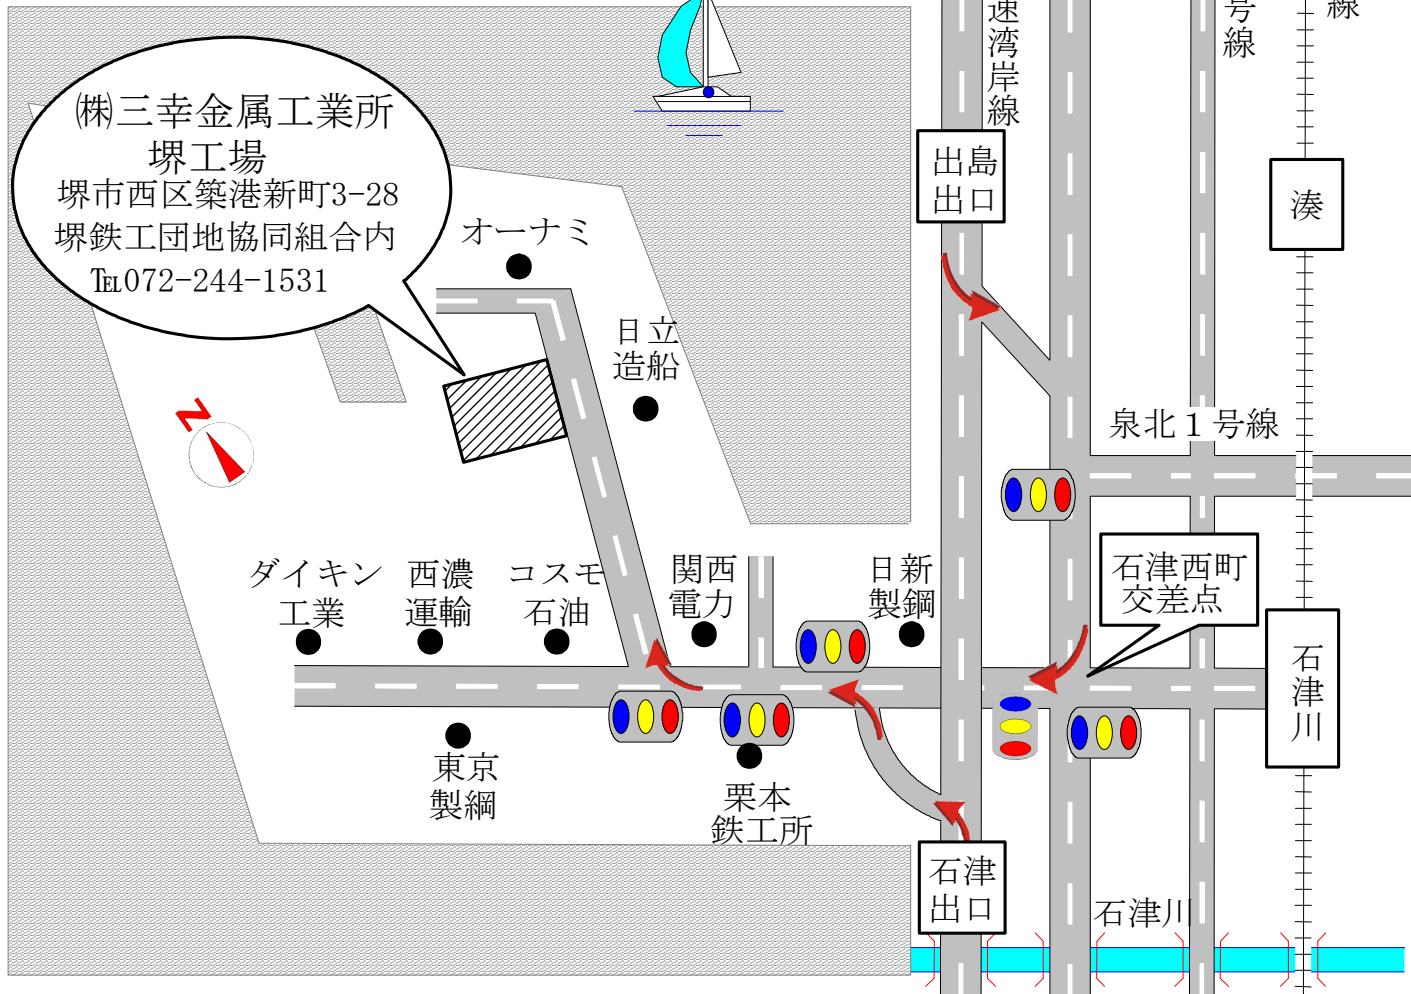 ㈱三幸金属工業所
堺工場
堺市西区築港新町3-28
堺鉄工団地協同組合内
℡072-244-1531
速湾岸線
号線
線
出島
出口
湊
オーナミ
日立
造船
泉北1号線
N
石津西町
交差点
ダイキン
工業
西濃
運輸
コスモ
石油
関西
電力
日新
製鋼
石津川
東京
製綱
栗本
鉄工所
石津
出口
石津川